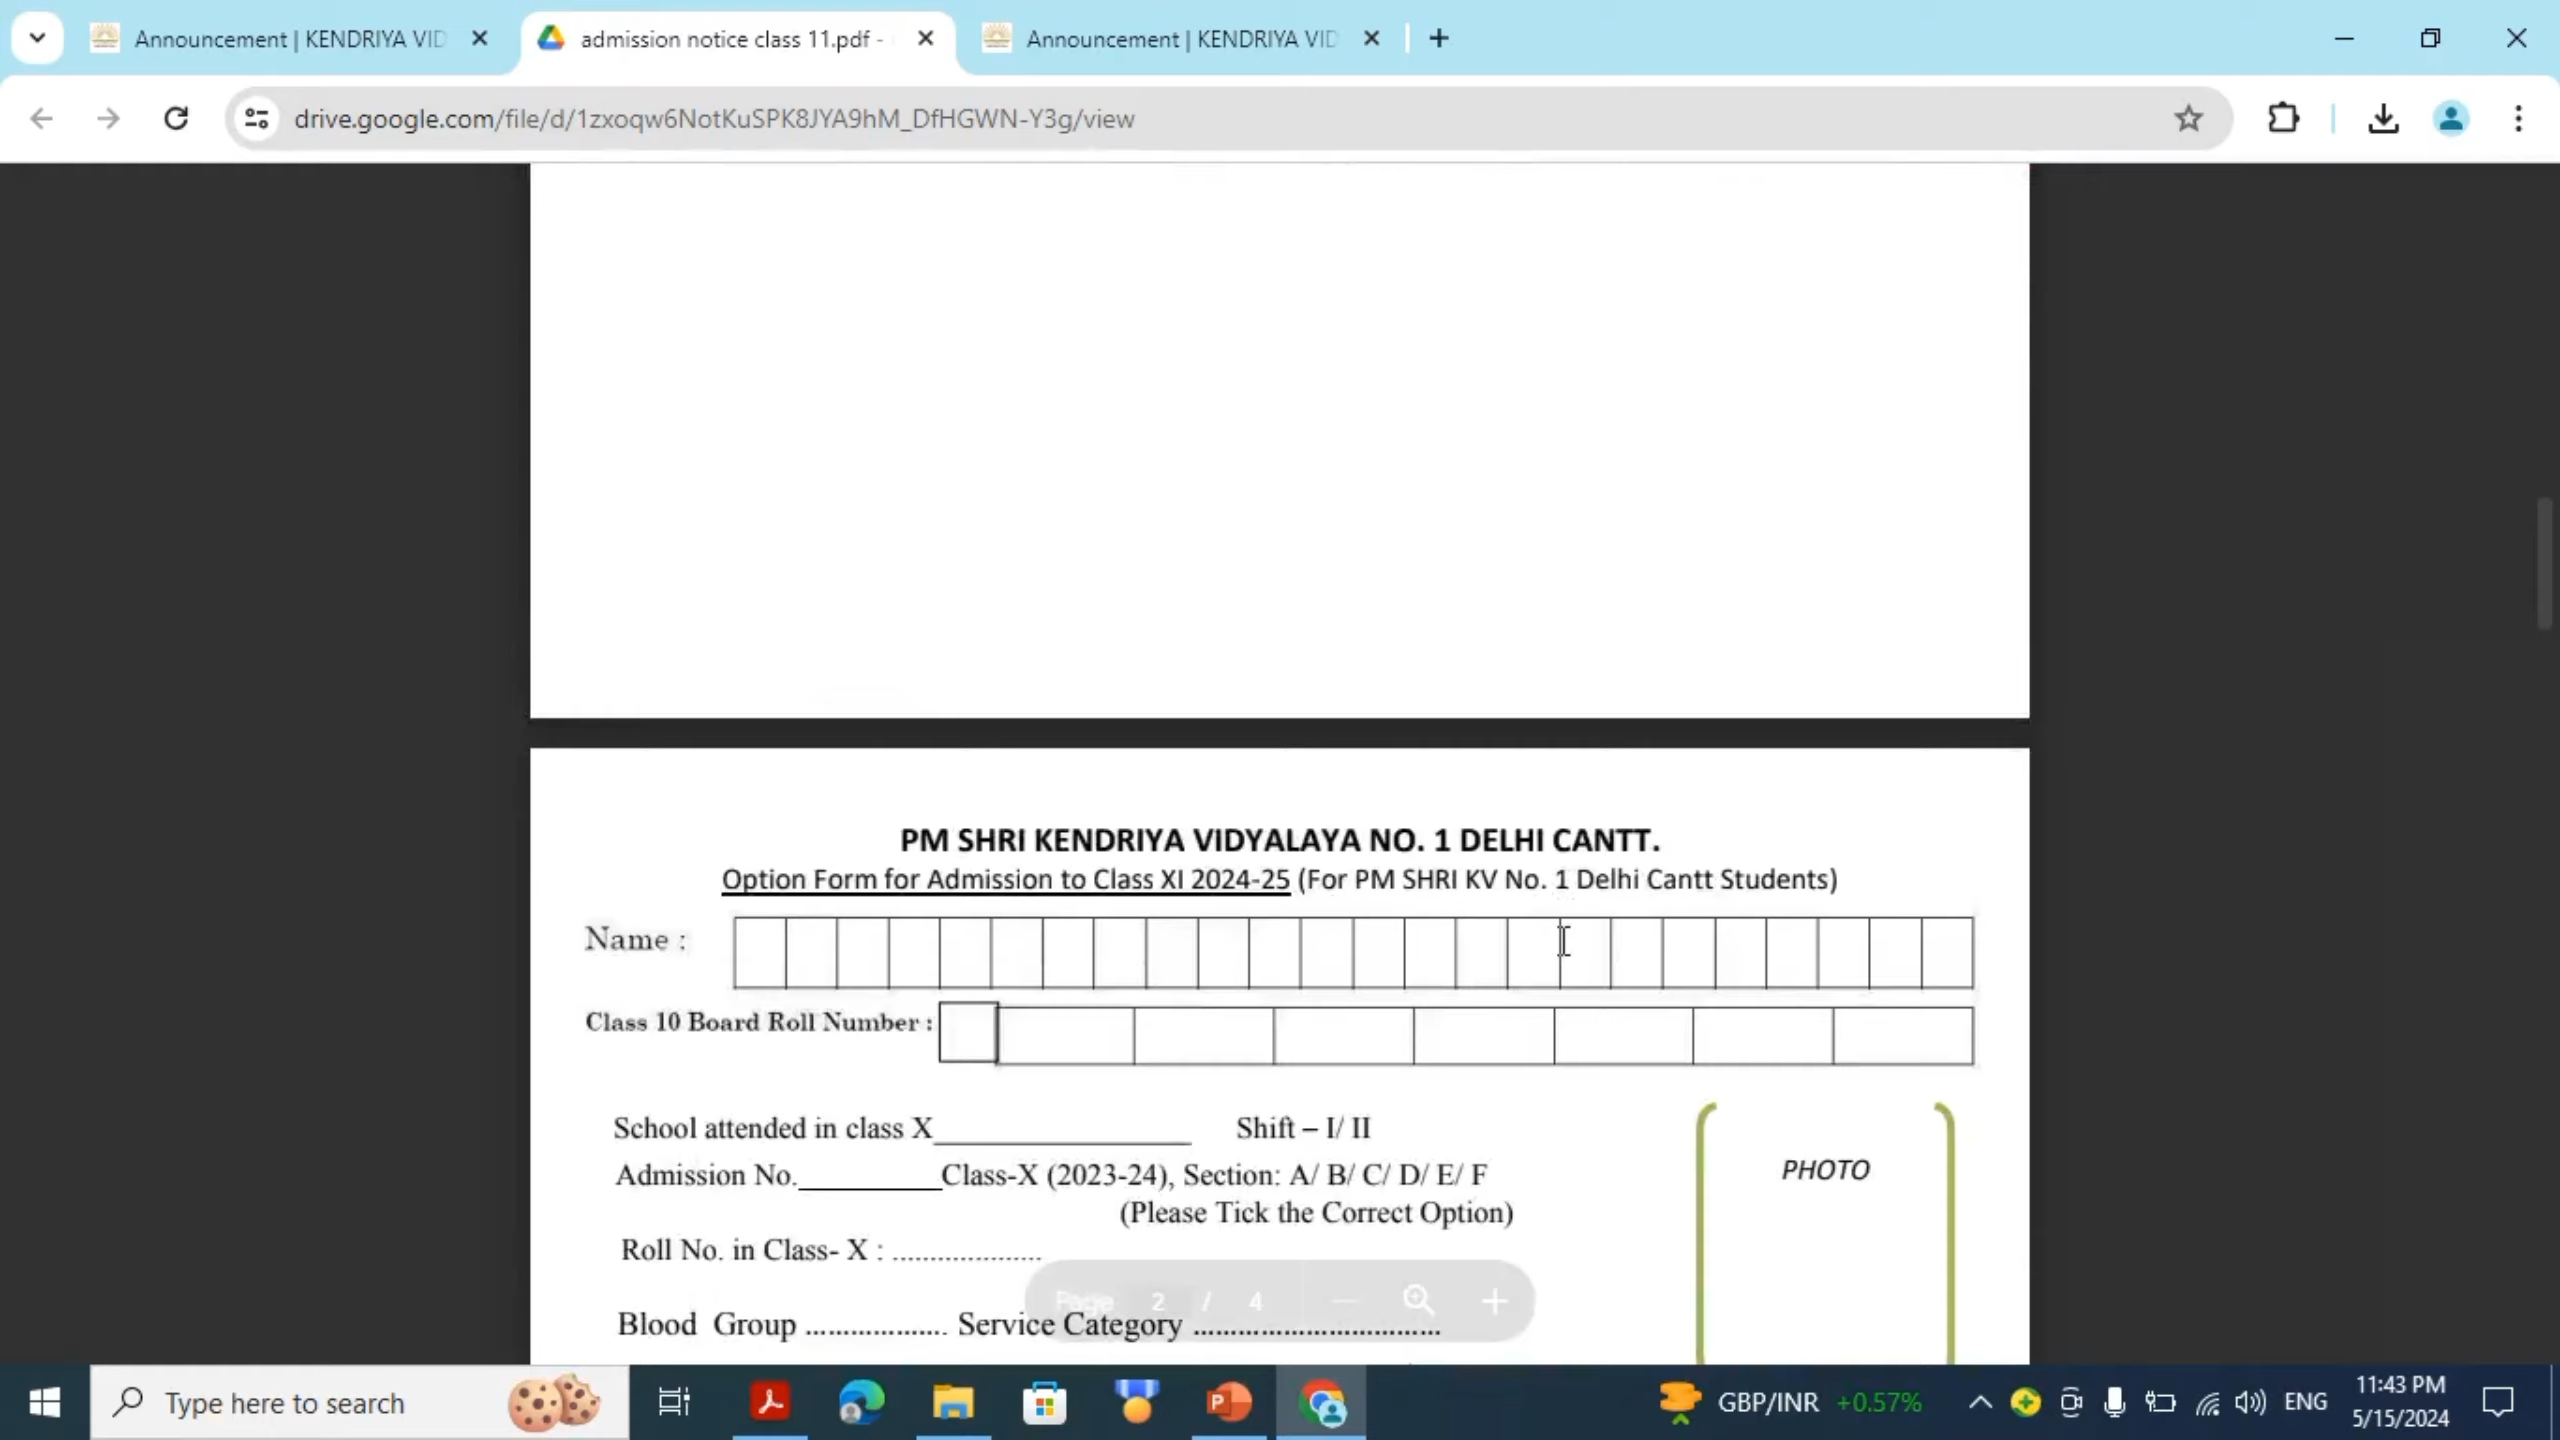 Announcement | KENDRIYA VID
admission notice class 11.pdf -
Announcement | KENDRIYA VID
drive.google.com/file/d/1zxoqw6NotKuSPK8JYA9hM_DfHGWN-Y3g/view
PM SHRI KENDRIYA VIDYALAYA NO. 1 DELHI CANTT.
Option Form for Admission to Class XI 2024-25 (For PM SHRI KV No. 1 Delhi Cantt Students)
Name :
Class 10 Board Roll Number :
School attended in class X__________________ Shift – I/ II
Admission No.__________Class-X (2023-24), Section: A/ B/ C/ D/ E/ F
PHOTO
(Please Tick the Correct Option)
Roll No. in Class- X : ....................
Page 2 / 4
Blood Group ................... Service Category .................................
Type here to search
GBP/INR +0.57%
ENG
11:43 PM
5/15/2024